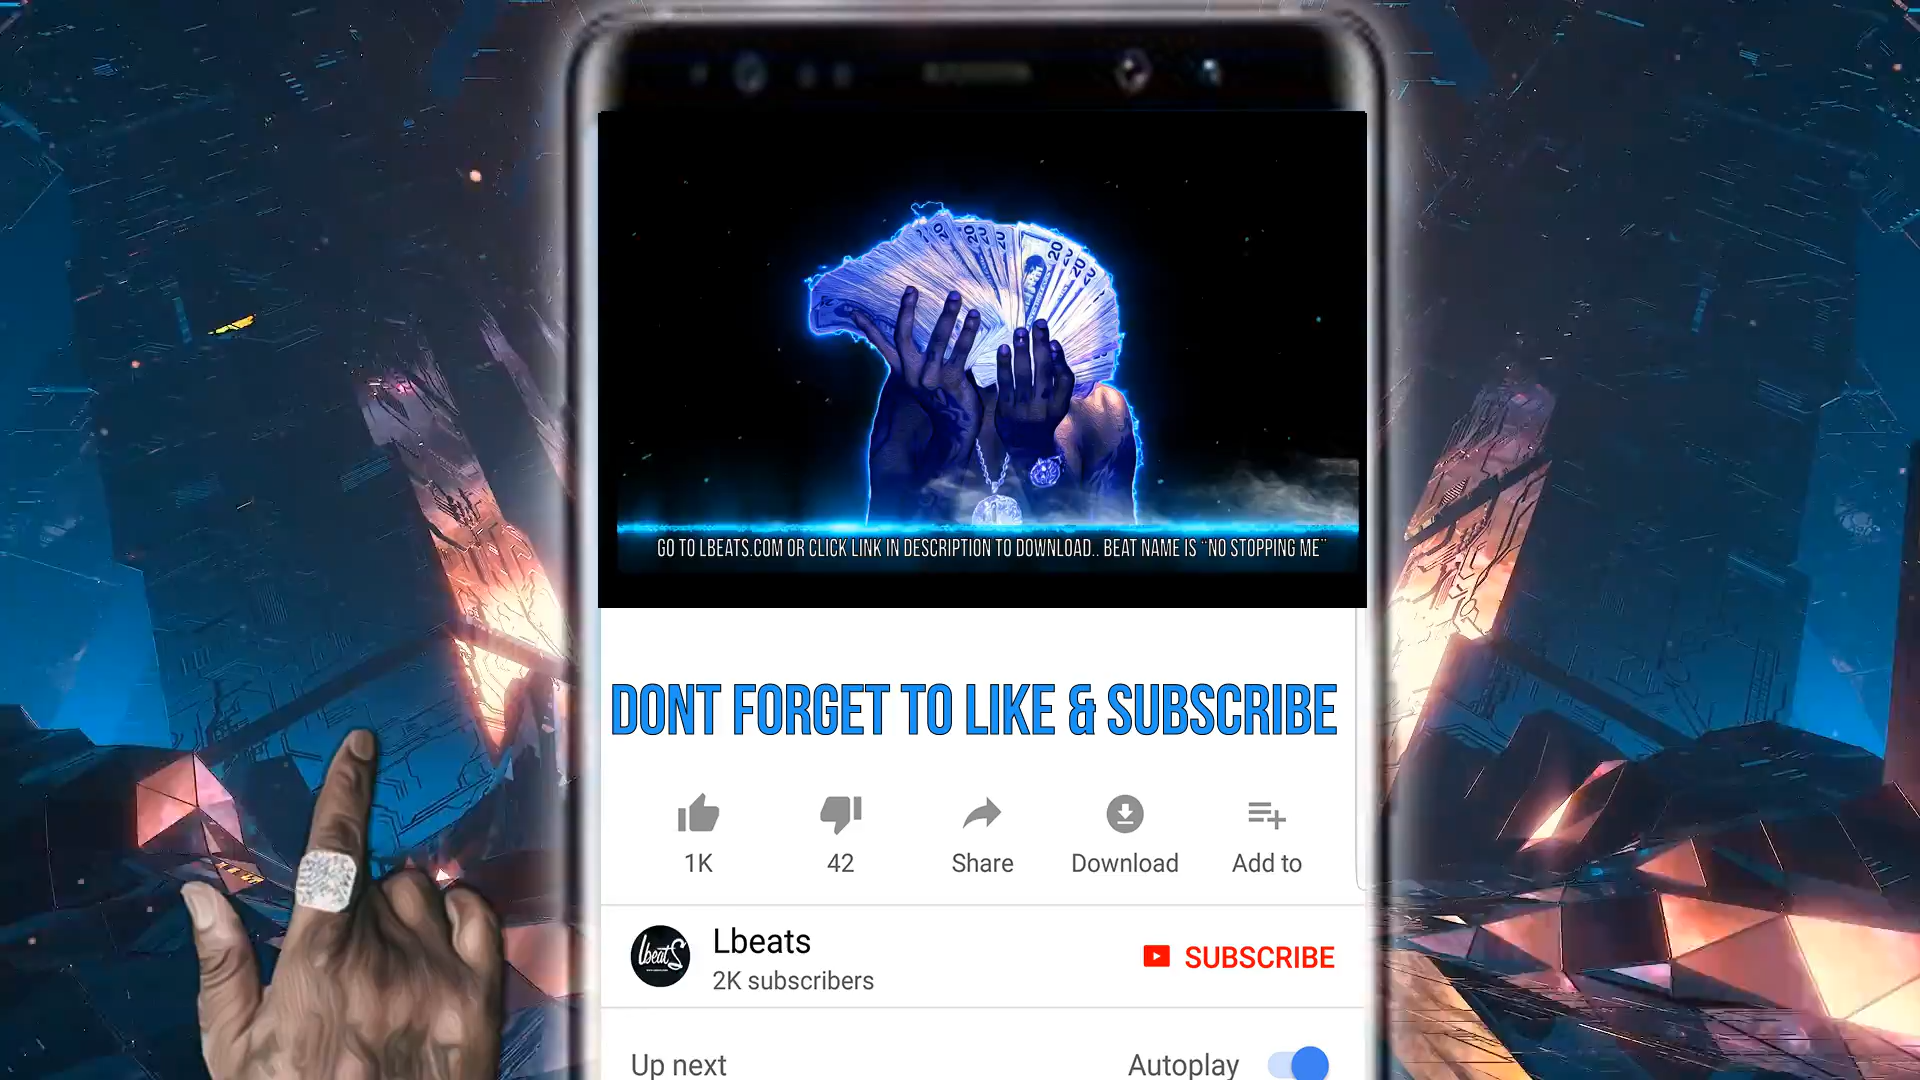 GO TO LBEATS.COM OR CLICK LINK IN DESCRIPTION TO DOWNLOAD.. BEAT NAME IS "NO STOPPING ME"
DONT FORGET TO LIKE & SUBSCRIBE
1K 42 Share Download Add to
lbeatS
Lbeats
SUBSCRIBE
2K subscribers
Up next Autoplay